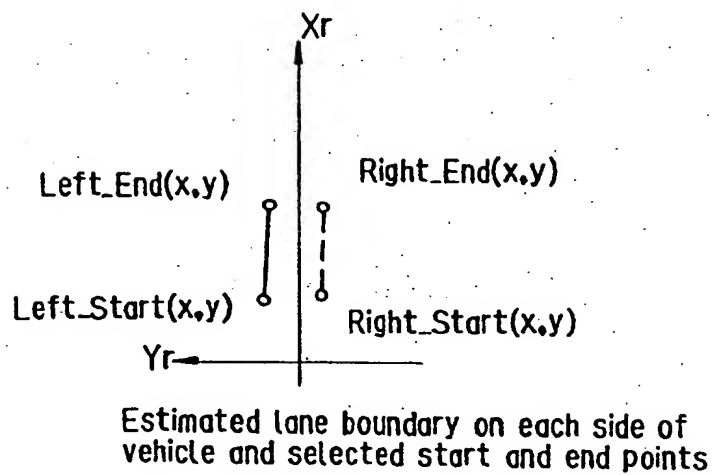 Xr
Left_End(x,y)
Right_End(x,y)
Left_Start(x,y)
Right_Start(x,y)
Yr
Estimated lane boundary on each side of
vehicle and selected start and end points